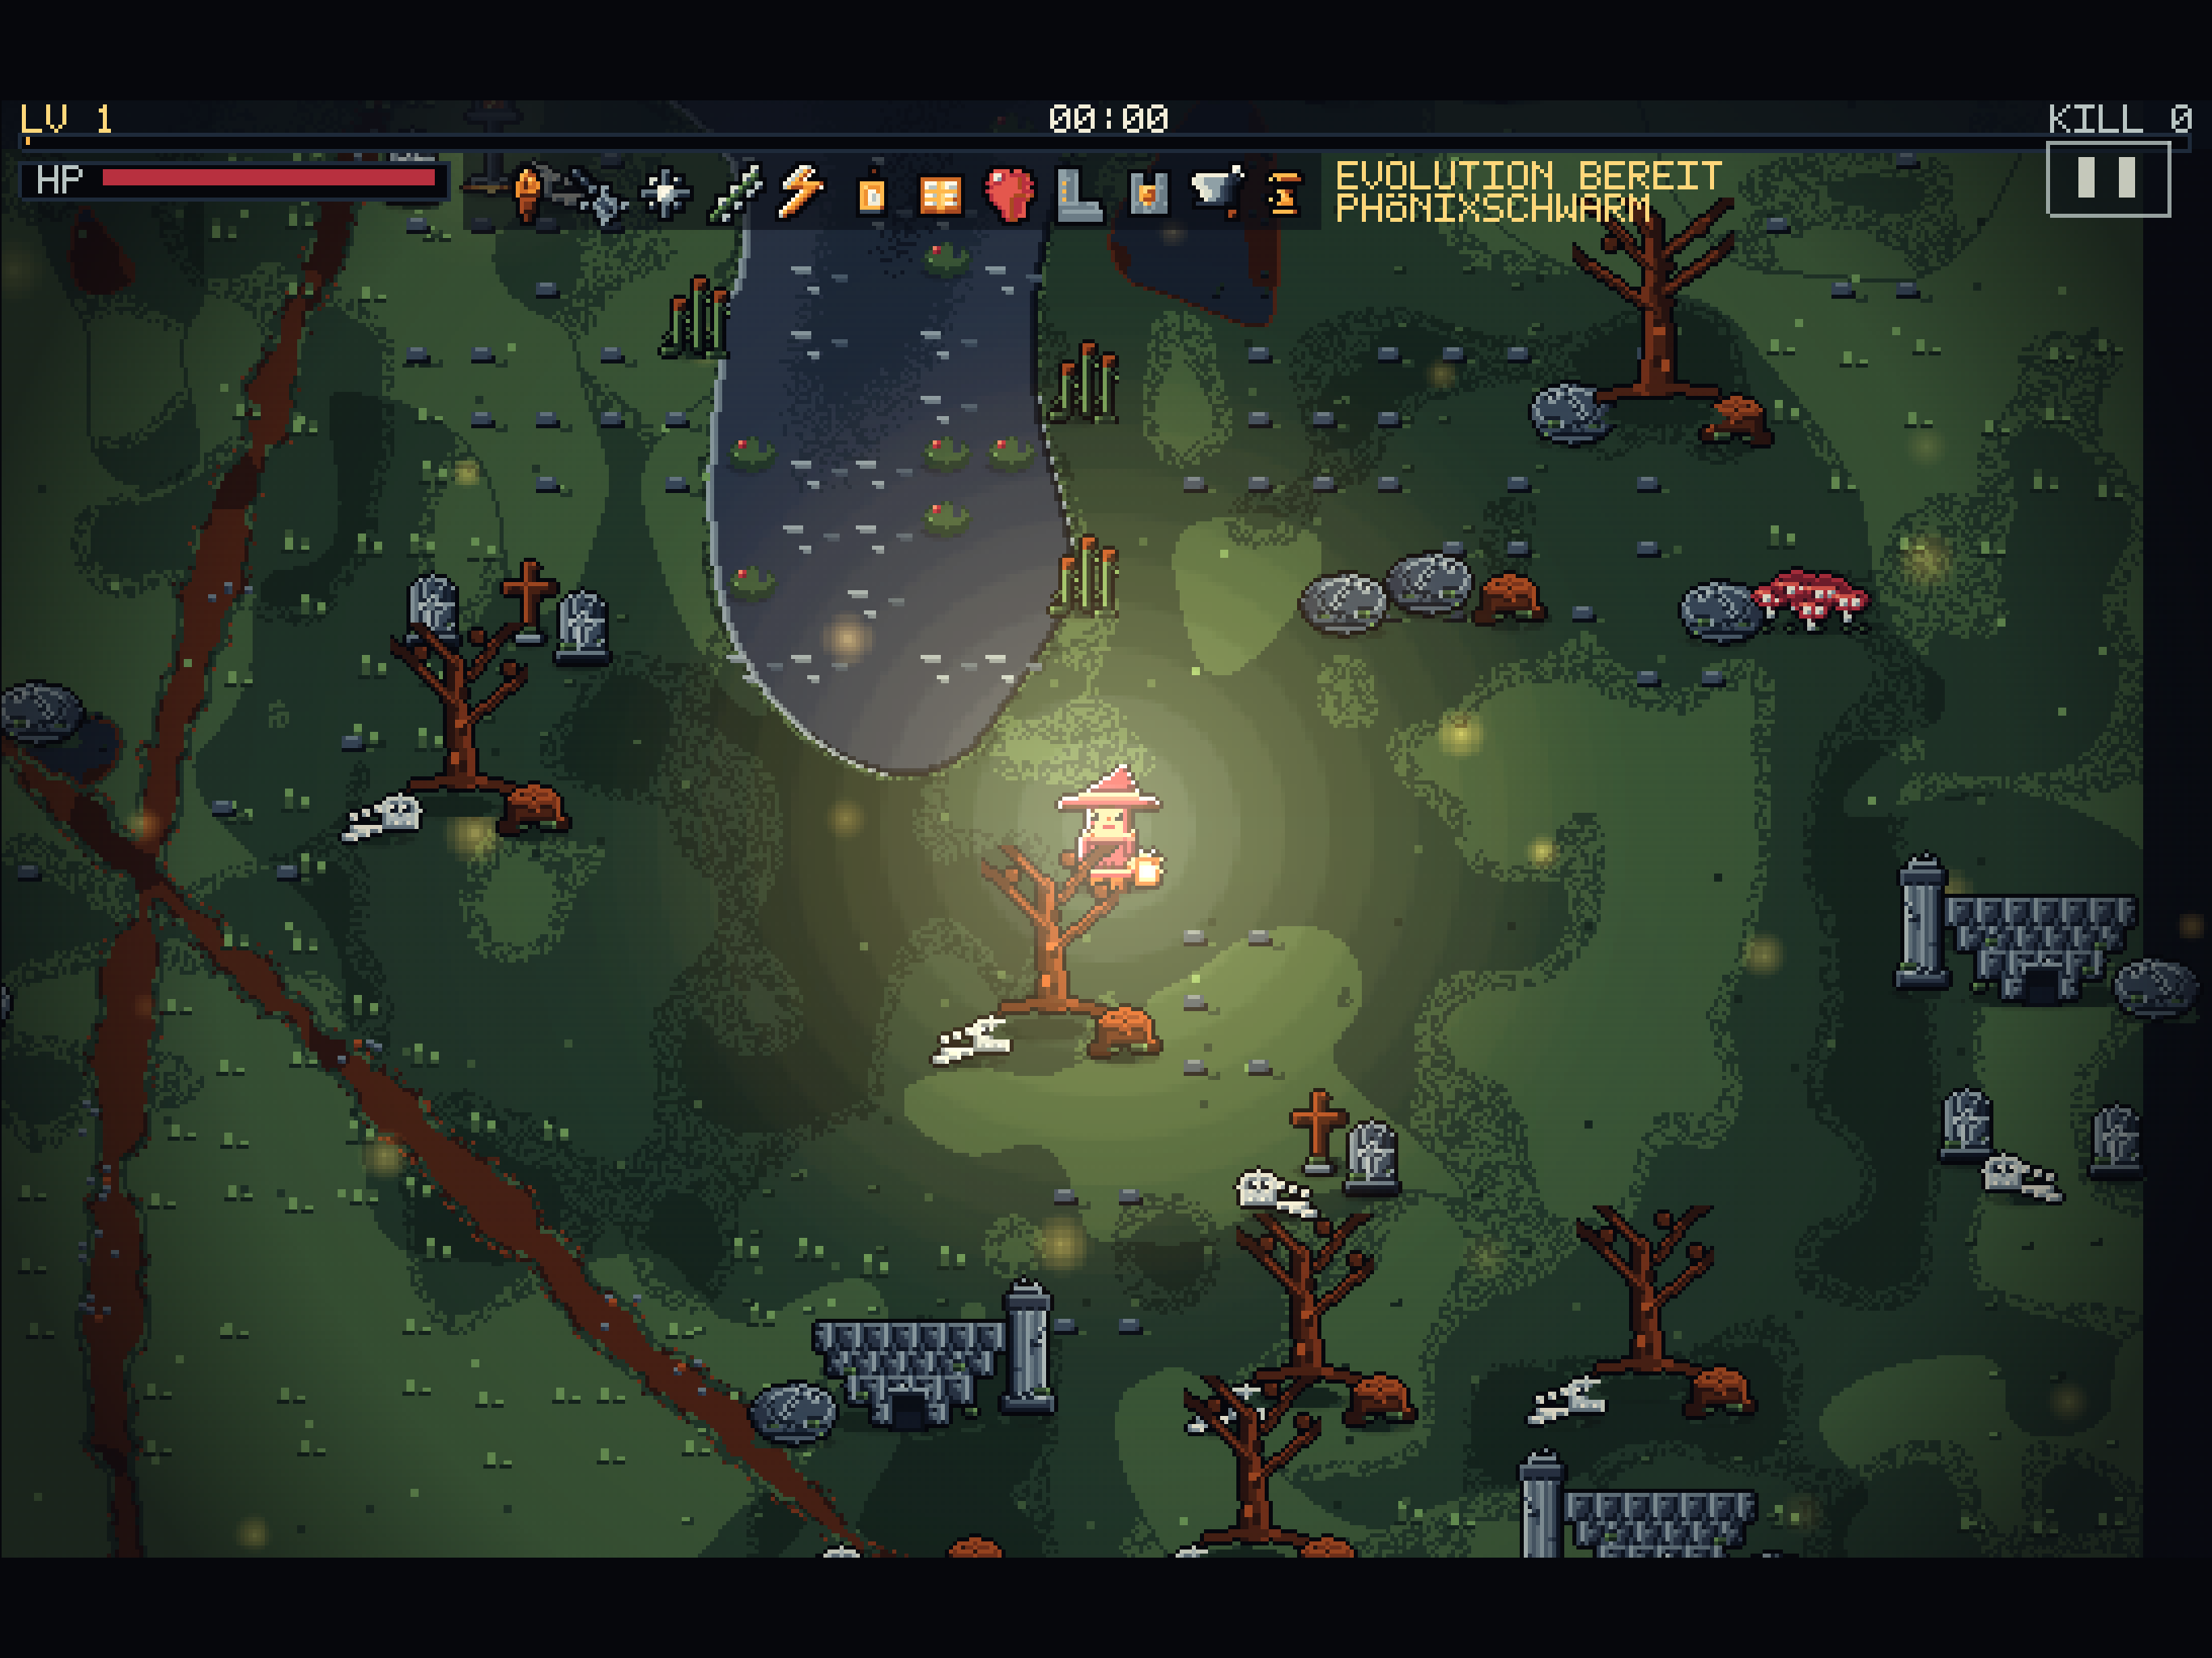 LV 1
00:00
KILL 0
HP
EVOLUTION BEREIT
PHÖNIXSCHWARM